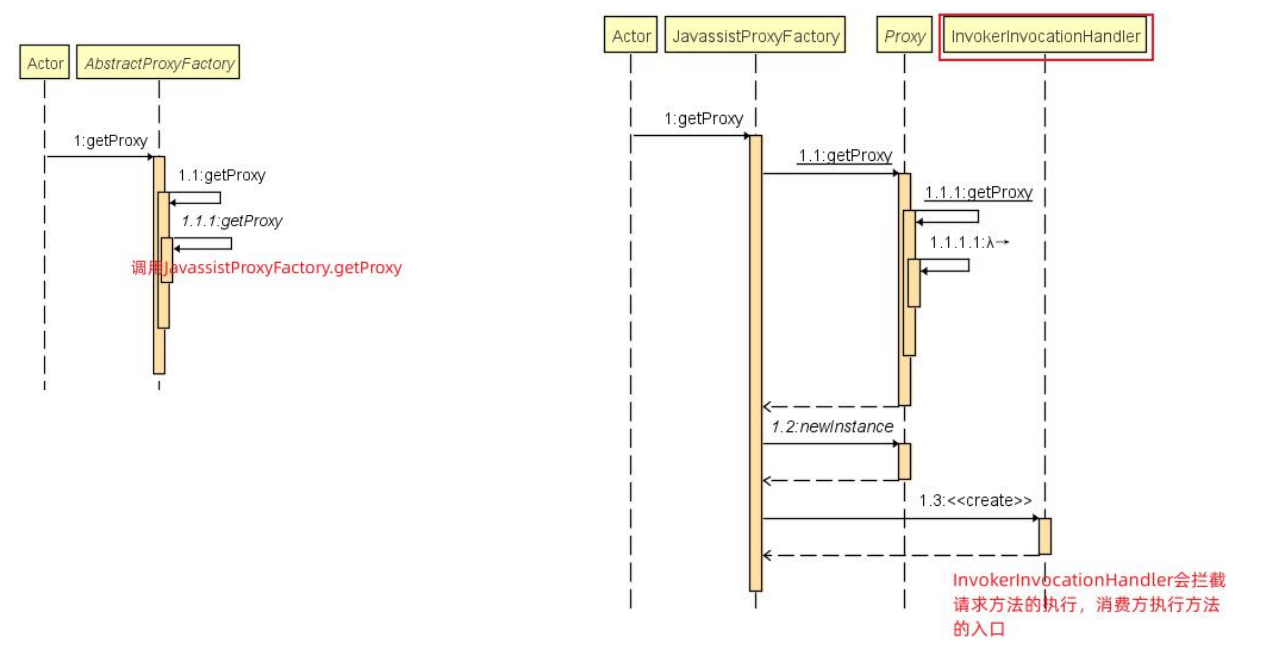 Actor
AbstractProxyFactory
1:getProxy
1.1:getProxy
1.1.1:getProxy
调用JavassistProxyFactory.getProxy
Actor
JavassistProxyFactory
Proxy
InvokerInvocationHandler
1:getProxy
1.1:getProxy
1.1.1:getProxy
1.1.1.1:λ→
1.2:newInstance
1.3:<<create>>
InvokerInvocationHandler会拦截
请求方法的执行，消费方执行方法
的入口